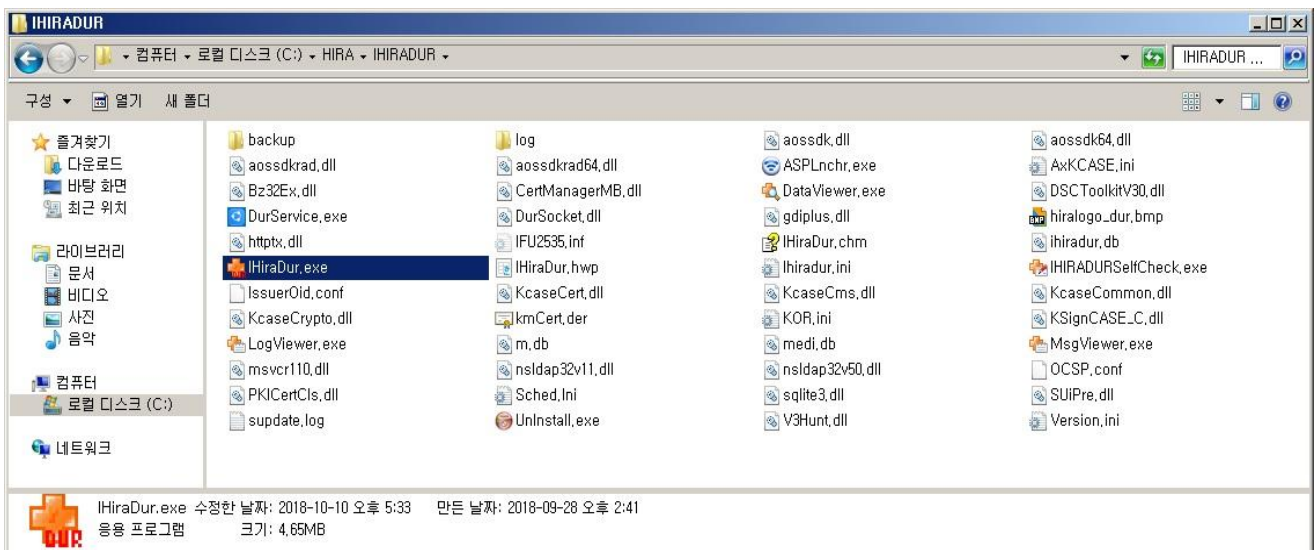 IHIRADUR
컴퓨터 로컬 디스크 (C:) HIRA IHIRADUR IHIRADUR ...
구성 열기 새 폴더
즐겨찾기
다운로드
바탕 화면
최근 위치
라이브러리
문서
비디오
사진
음악
컴퓨터
로컬 디스크 (C:)
네트워크
backup log aossdk.dll aossdk64.dll
aossdkrad.dll aossdkrad64.dll ASPLnchr.exe AxKCASE.ini
Bz32Ex.dll CertManagerMB.dll DataViewer.exe DSCToolkitV30.dll
DurService.exe DurSocket.dll gdiplus.dll hiralogo_dur.bmp
httptx.dll IFU2535.inf IHiraDur.chm ihiradur.db
IHiraDur.exe IHiraDur.hwp Ihiradur.ini IHIRADURSelfCheck.exe
IssuerOid.conf KcaseCert.dll KcaseCms.dll KcaseCommon.dll
KcaseCrypto.dll kmCert.der KOR.ini KSignCASE_C.dll
LogViewer.exe m.db medi.db MsgViewer.exe
msvcr110.dll nsldap32v11.dll nsldap32v50.dll OCSP.conf
PKICertCls.dll Sched.Ini sqlite3.dll SUiPre.dll
supdate.log UnInstall.exe V3Hunt.dll Version.ini
IHiraDur.exe 수정한 날짜: 2018-10-10 오후 5:33 만든 날짜: 2018-09-28 오후 2:41
응용 프로그램 크기: 4.65MB
DUR